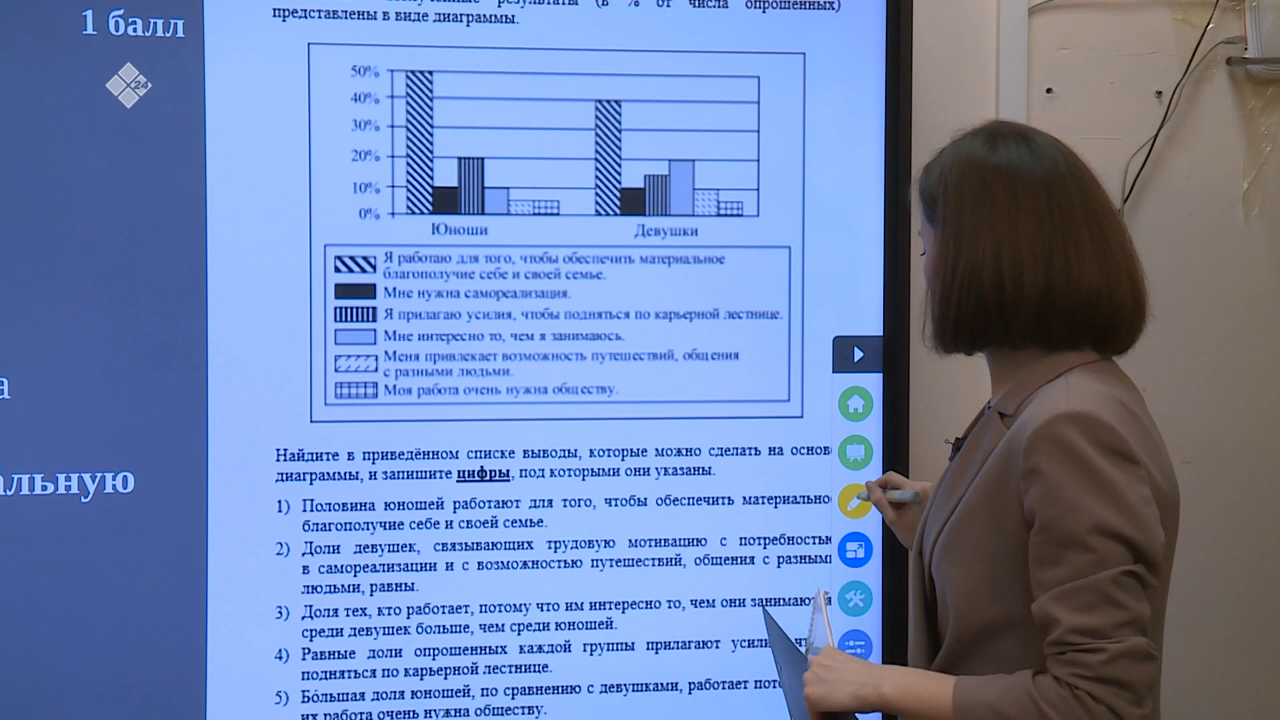 1 балл
х24
а
альную
результаты (в % от числа опрошенных)
представлены в виде диаграммы.
50%
40%
30%
20%
10%
0%
Юноши
Девушки
Я работаю для того, чтобы обеспечить материальное
благополучие себе и своей семье.
Мне нужна самореализация.
Я прилагаю усилия, чтобы подняться по карьерной лестнице.
Мне интересно то, чем я занимаюсь.
Меня привлекает возможность путешествий, общения
с разными людьми.
Моя работа очень нужна обществу.
Найдите в приведённом списке выводы, которые можно сделать на основ
диаграммы, и запишите цифры, под которыми они указаны.
1) Половина юношей работают для того, чтобы обеспечить материально
благополучие себе и своей семье.
2) Доли девушек, связывающих трудовую мотивацию с потребностью
в самореализации и с возможностью путешествий, общения с разным
людьми, равны.
3) Доля тех, кто работает, потому что им интересно то, чем они занимаются
среди девушек больше, чем среди юношей.
4) Равные доли опрошенных каждой группы прилагают усили
подняться по карьерной лестнице.
5) Бо́льшая доля юношей, по сравнению с девушками, работает пот
их работа очень нужна обществу.